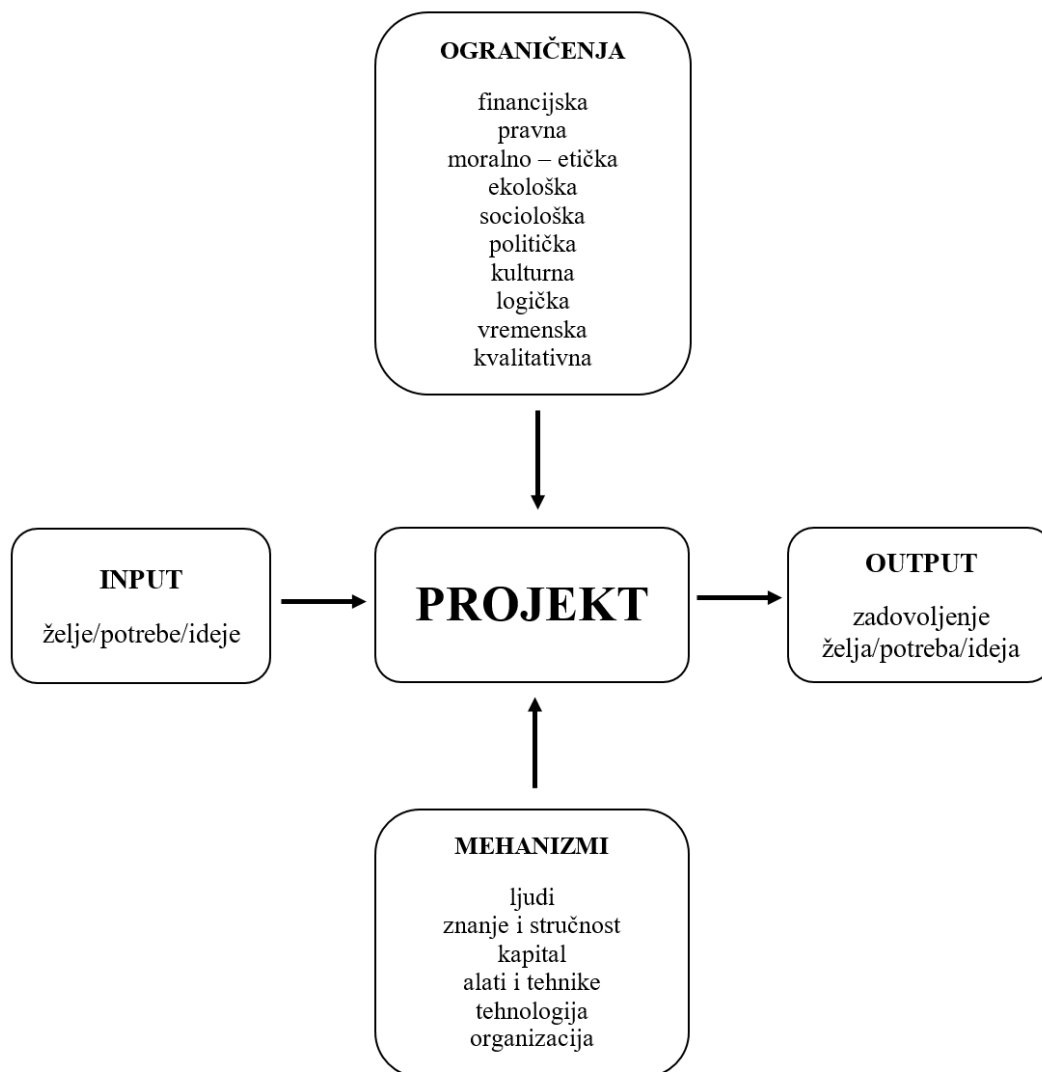 OGRANIČENJA
financijska
pravna
moralno – etička
ekološka
sociološka
politička
kulturna
logička
vremenska
kvalitativna
INPUT
želje/potrebe/ideje
PROJEKT
OUTPUT
zadovoljenje
želja/potreba/ideja
MEHANIZMI
ljudi
znanje i stručnost
kapital
alati i tehnike
tehnologija
organizacija